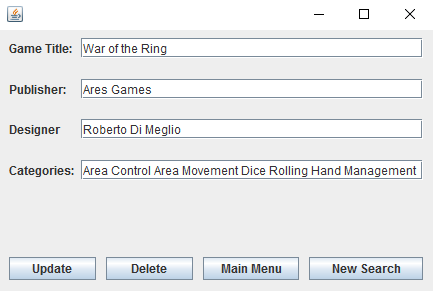 Game Title: War of the Ring
Publisher: Ares Games
Designer Roberto Di Meglio
Categories: Area Control Area Movement Dice Rolling Hand Management
Update Delete Main Menu New Search